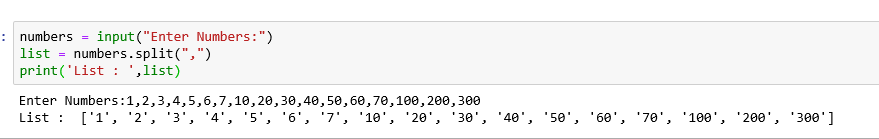 : numbers = input("Enter Numbers:")
list = numbers.split(",")
print('List : ',list)
Enter Numbers:1,2,3,4,5,6,7,10,20,30,40,50,60,70,100,200,300
List :  ['1', '2', '3', '4', '5', '6', '7', '10', '20', '30', '40', '50', '60', '70', '100', '200', '300']